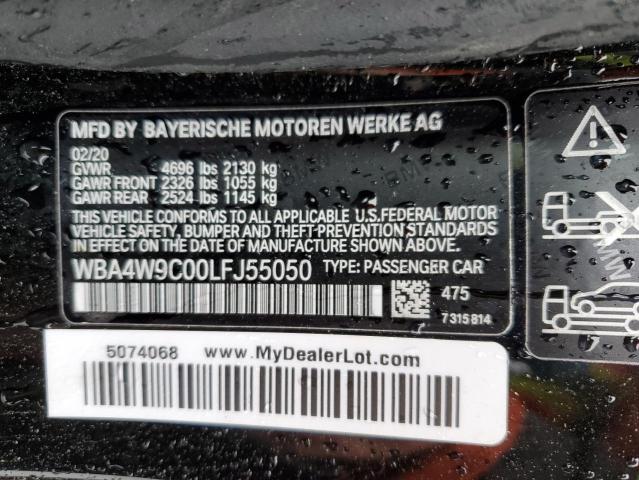 MFD BY BAYERISCHE MOTOREN WERKE AG
02/20
GVWR 4696 lbs 2130 kg
GAWR FRONT 2326 lbs 1055 kg
GAWR REAR 2524 lbs 1145 kg
THIS VEHICLE CONFORMS TO ALL APPLICABLE U.S.FEDERAL MOTOR
VEHICLE SAFETY, BUMPER AND THEFT-PREVENTION STANDARDS
IN EFFECT ON THE DATE OF MANUFACTURE SHOWN ABOVE.
WBA4W9C00LFJ55050 TYPE: PASSENGER CAR
475
7315814
5074068 www.MyDealerLot.com